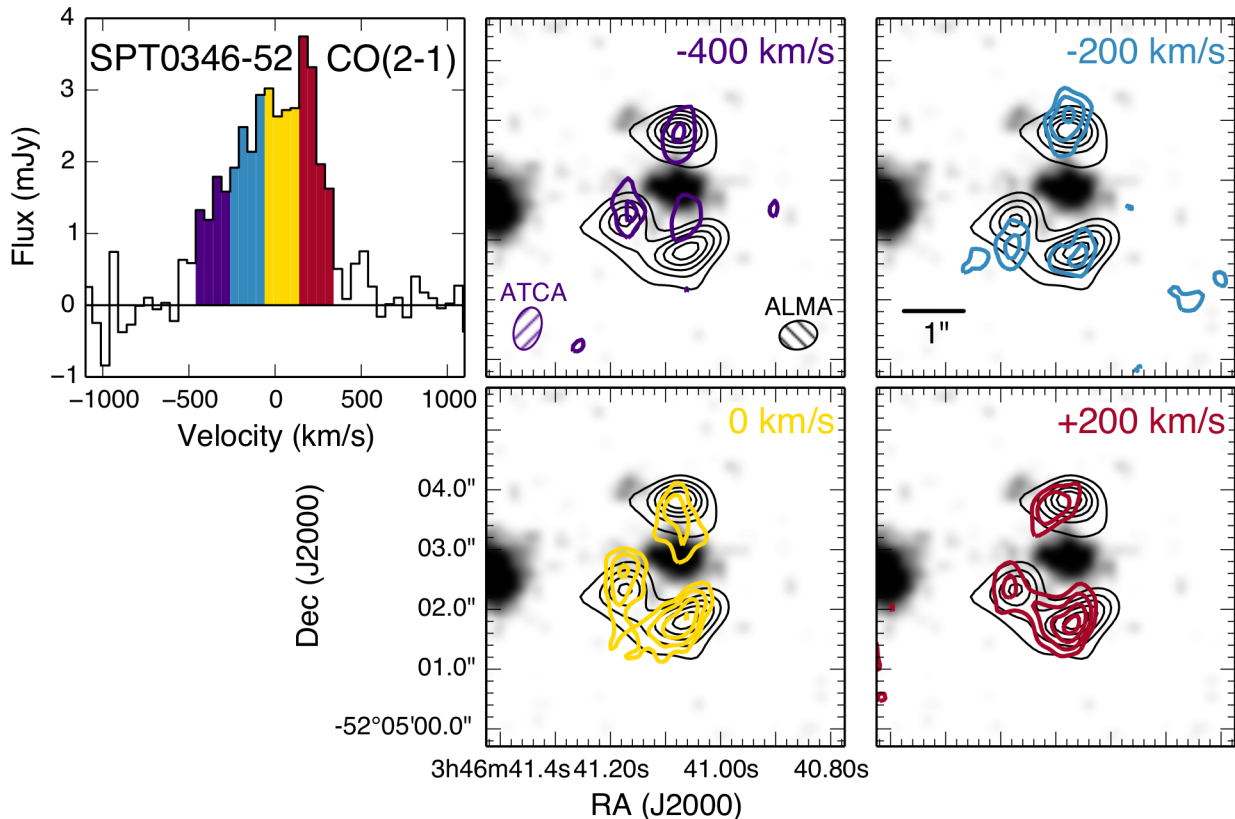 SPT0346-52 CO(2-1)
4
3
2
1
0
−1
Flux (mJy)
−1000 −500 0 500 1000
Velocity (km/s)
-400 km/s
ATCA
ALMA
-200 km/s
1"
0 km/s
04.0"
03.0"
02.0"
01.0"
-52°05'00.0"
Dec (J2000)
3h46m41.4s 41.20s 41.00s 40.80s
RA (J2000)
+200 km/s